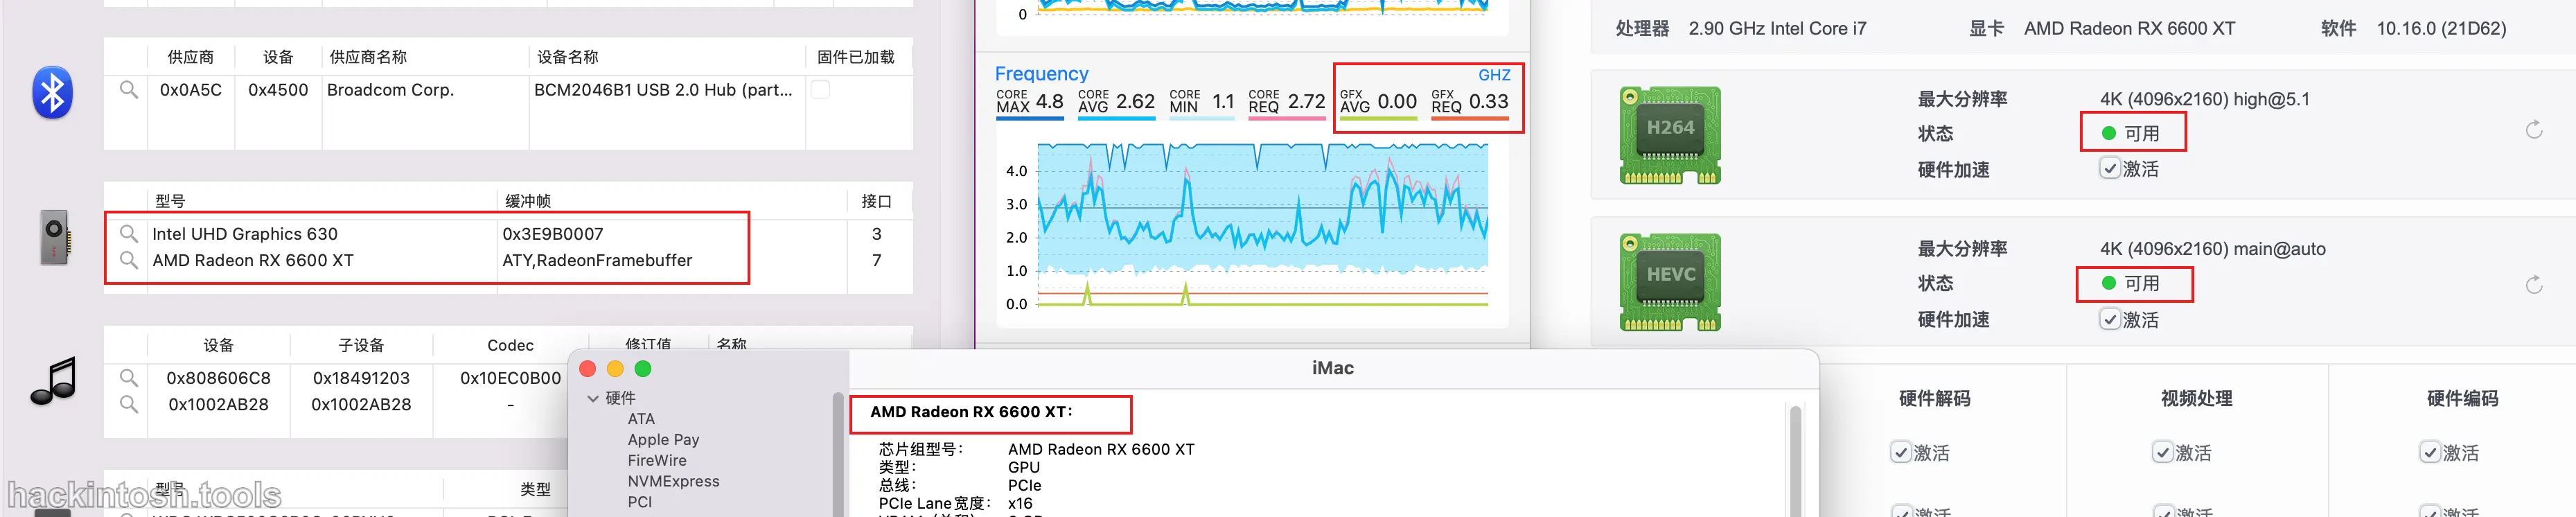 供应商 设备 供应商名称 设备名称 固件已加载
0x0A5C 0x4500 Broadcom Corp. BCM2046B1 USB 2.0 Hub (part...
型号 缓冲帧 接口
Intel UHD Graphics 630 0x3E9B0007 3
AMD Radeon RX 6600 XT ATY,RadeonFramebuffer 7
设备 子设备 Codec 修订值 名称
0x808606C8 0x18491203 0x10EC0B00
0x1002AB28 0x1002AB28 -
型号 类型
hackintosh.tools
0
Frequency GHZ
CORE MAX 4.8 CORE AVG 2.62 CORE MIN 1.1 CORE REQ 2.72 GFX AVG 0.00 GFX REQ 0.33
4.0
3.0
2.0
1.0
0.0
iMac
硬件
ATA
Apple Pay
FireWire
NVMExpress
PCI
AMD Radeon RX 6600 XT:
芯片组型号: AMD Radeon RX 6600 XT
类型: GPU
总线: PCIe
PCIe Lane宽度: x16
处理器 2.90 GHz Intel Core i7 显卡 AMD Radeon RX 6600 XT 软件 10.16.0 (21D62)
H264
最大分辨率 4K (4096x2160) high@5.1
状态 可用
硬件加速 激活
HEVC
最大分辨率 4K (4096x2160) main@auto
状态 可用
硬件加速 激活
硬件解码 视频处理 硬件编码
激活 激活 激活
激活 激活 激活